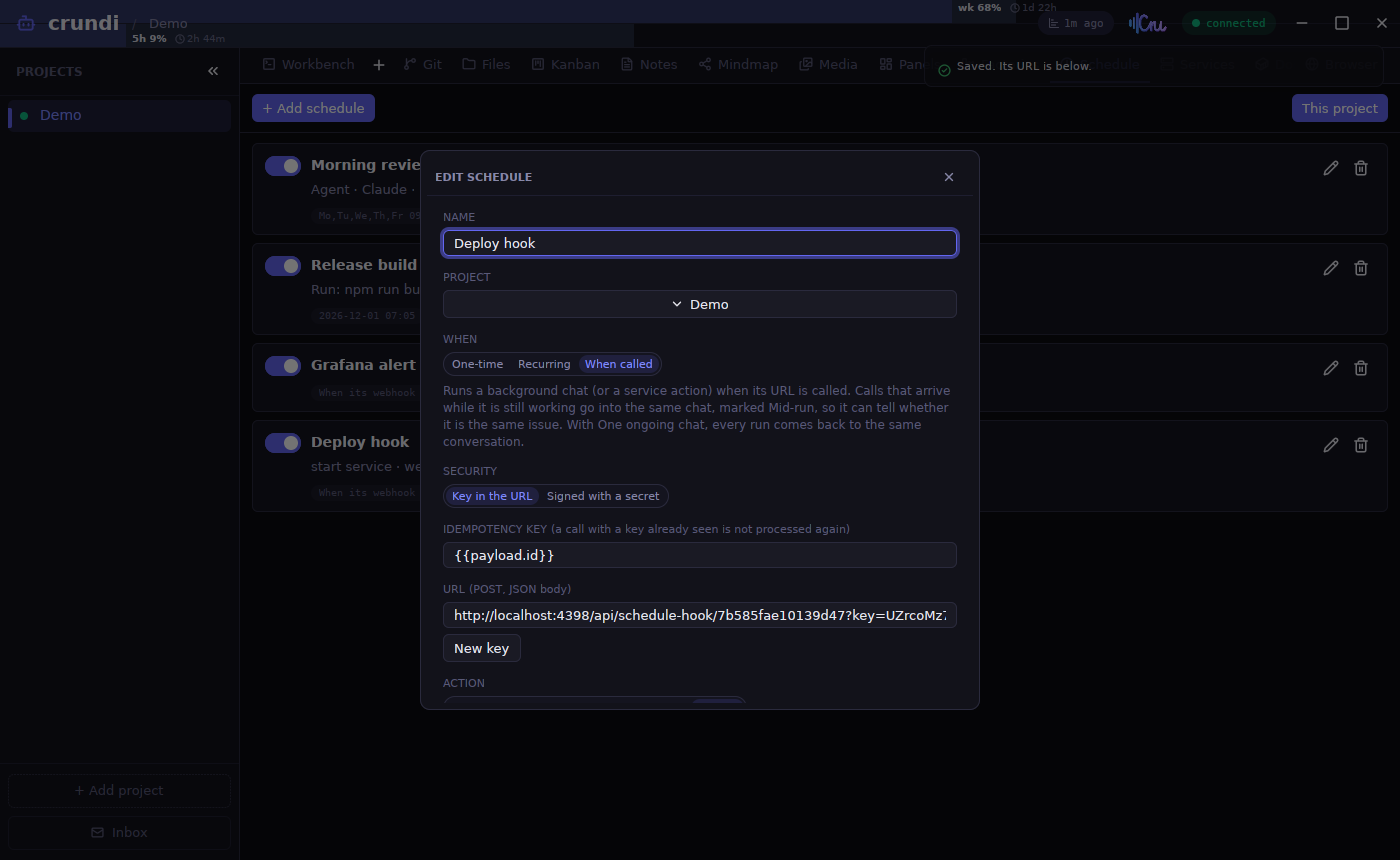 wk 68% 1d 22h
crundi / Demo
1m ago
Cru
connected
5h 9% 2h 44m
PROJECTS
Workbench
+
Git
Files
Kanban
Notes
Mindmap
Media
Saved. Its URL is below.
Demo
+ Add schedule
This project
Morning revie
Agent · Claude ·
Mo,Tu,We,Th,Fr 09
Release build
Run: npm run bu
2026-12-01 07:05
Grafana alert
When its webhook
Deploy hook
start service · we
When its webhook
EDIT SCHEDULE
NAME
Deploy hook
PROJECT
Demo
WHEN
One-time Recurring When called
Runs a background chat (or a service action) when its URL is called. Calls that arrive
while it is still working go into the same chat, marked Mid-run, so it can tell whether
it is the same issue. With One ongoing chat, every run comes back to the same
conversation.
SECURITY
Key in the URL Signed with a secret
IDEMPOTENCY KEY (a call with a key already seen is not processed again)
{{payload.id}}
URL (POST, JSON body)
http://localhost:4398/api/schedule-hook/7b585fae10139d47?key=UZrcoMz
New key
ACTION
+ Add project
Inbox